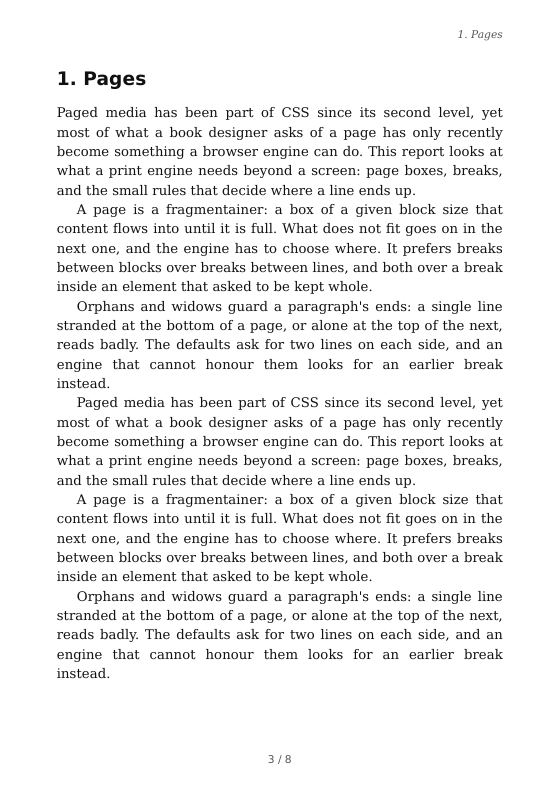 1. Pages
1. Pages
Paged media has been part of CSS since its second level, yet
most of what a book designer asks of a page has only recently
become something a browser engine can do. This report looks at
what a print engine needs beyond a screen: page boxes, breaks,
and the small rules that decide where a line ends up.
A page is a fragmentainer: a box of a given block size that
content flows into until it is full. What does not fit goes on in the
next one, and the engine has to choose where. It prefers breaks
between blocks over breaks between lines, and both over a break
inside an element that asked to be kept whole.
Orphans and widows guard a paragraph's ends: a single line
stranded at the bottom of a page, or alone at the top of the next,
reads badly. The defaults ask for two lines on each side, and an
engine that cannot honour them looks for an earlier break
instead.
Paged media has been part of CSS since its second level, yet
most of what a book designer asks of a page has only recently
become something a browser engine can do. This report looks at
what a print engine needs beyond a screen: page boxes, breaks,
and the small rules that decide where a line ends up.
A page is a fragmentainer: a box of a given block size that
content flows into until it is full. What does not fit goes on in the
next one, and the engine has to choose where. It prefers breaks
between blocks over breaks between lines, and both over a break
inside an element that asked to be kept whole.
Orphans and widows guard a paragraph's ends: a single line
stranded at the bottom of a page, or alone at the top of the next,
reads badly. The defaults ask for two lines on each side, and an
engine that cannot honour them looks for an earlier break
instead.
3 / 8